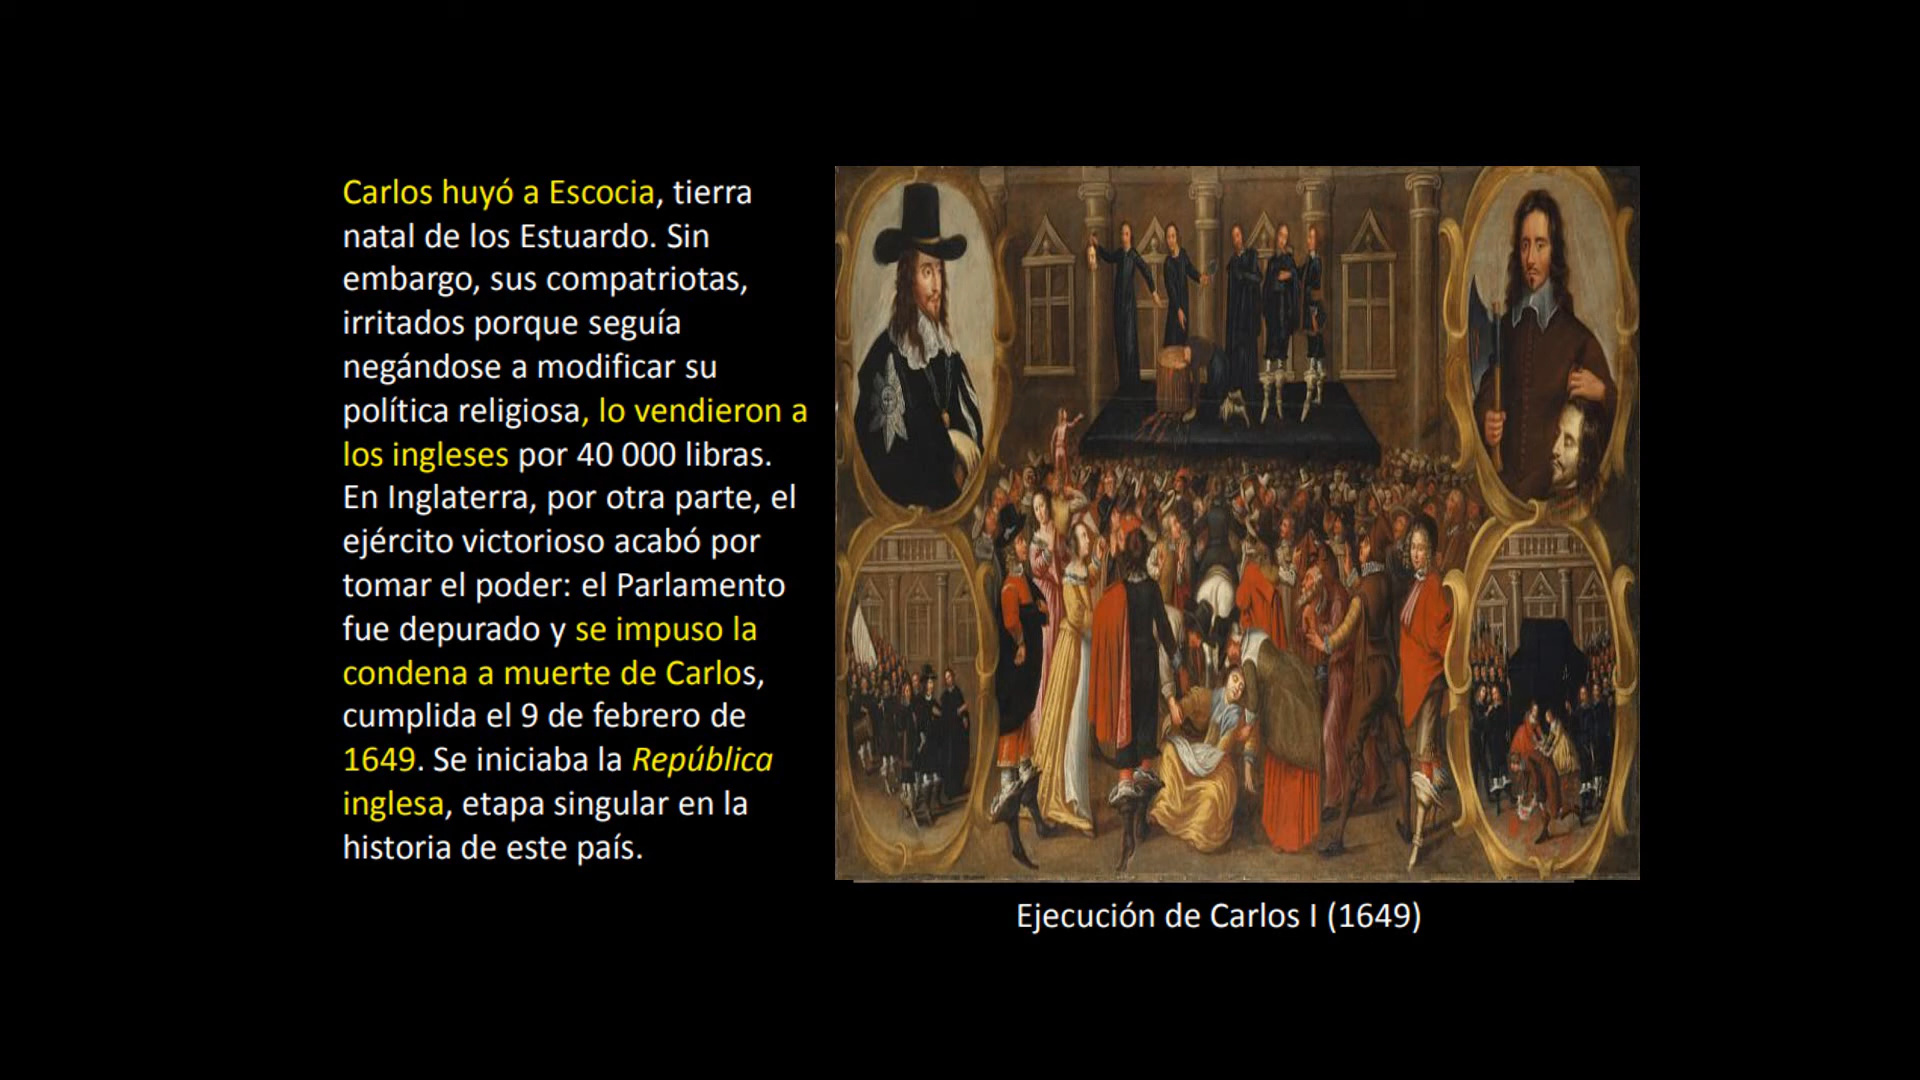 Carlos huyó a Escocia, tierra
natal de los Estuardo. Sin
embargo, sus compatriotas,
irritados porque seguía
negándose a modificar su
política religiosa, lo vendieron a
los ingleses por 40 000 libras.
En Inglaterra, por otra parte, el
ejército victorioso acabó por
tomar el poder: el Parlamento
fue depurado y se impuso la
condena a muerte de Carlos,
cumplida el 9 de febrero de
1649. Se iniciaba la República
inglesa, etapa singular en la
historia de este país.
Ejecución de Carlos I (1649)